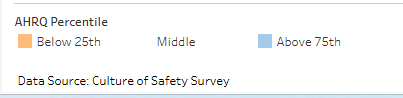 AHRQ Percentile
Below 25th Middle Above 75th
Data Source: Culture of Safety Survey